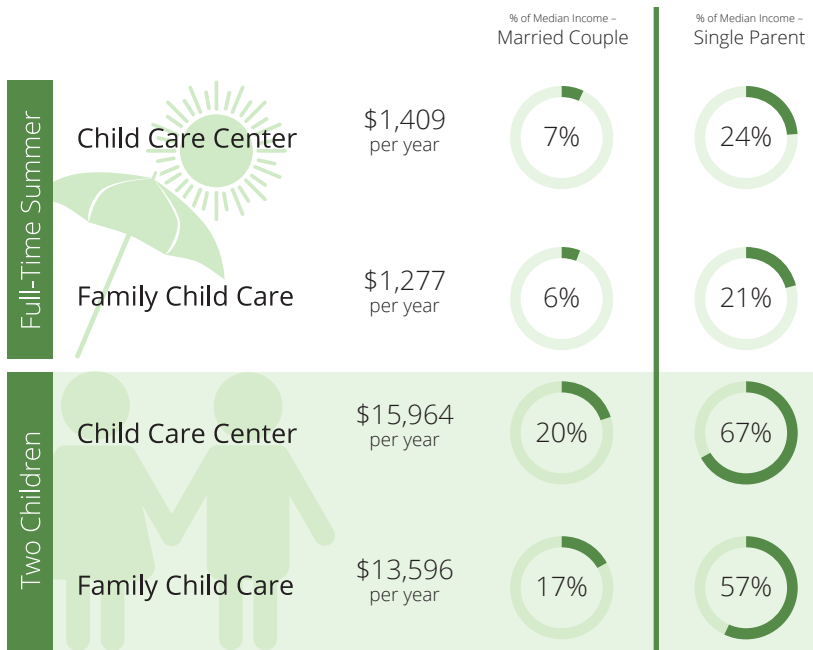 % of Median Income –
Married Couple
% of Median Income –
Single Parent
Full-Time Summer
Child Care Center
$1,409
per year
7%
24%
Family Child Care
$1,277
per year
6%
21%
Two Children
Child Care Center
$15,964
per year
20%
67%
Family Child Care
$13,596
per year
17%
57%